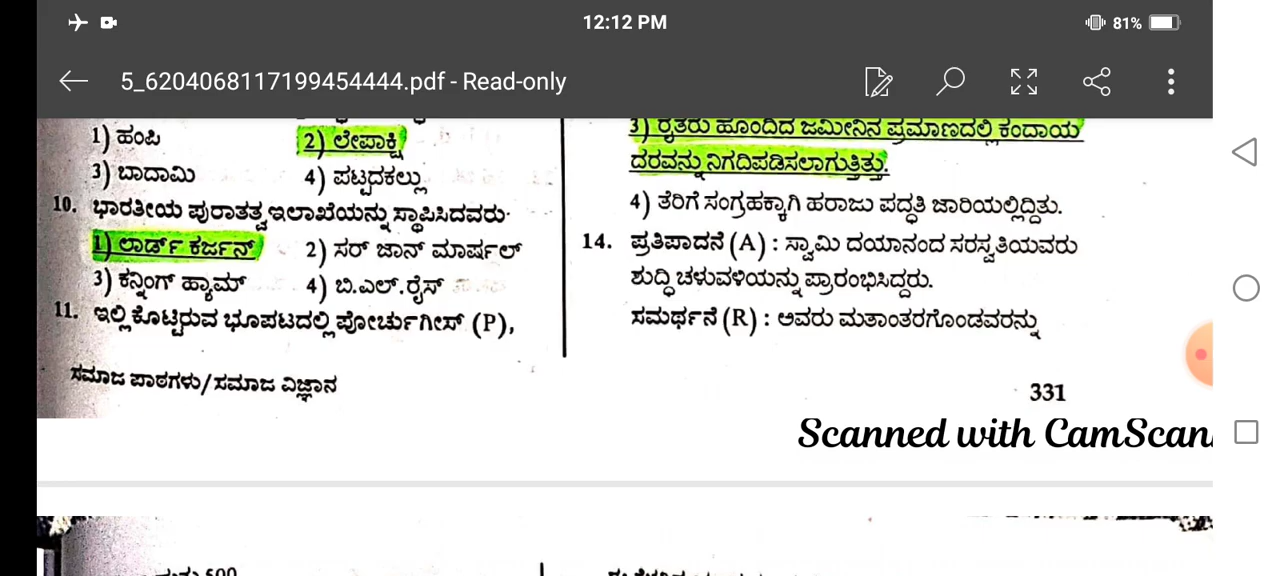 12:12 PM
81%
5_6204068117199454444.pdf - Read-only
1) ಹಂಪಿ 2) ಲೇಪಾಕ್ಷಿ
3) ಬಾದಾಮಿ 4) ಪಟ್ಟದಕಲ್ಲು
10. ಭಾರತೀಯ ಪುರಾತತ್ವ ಇಲಾಖೆಯನ್ನು ಸ್ಥಾಪಿಸಿದವರು
1) ಲಾರ್ಡ್ ಕರ್ಜನ್ 2) ಸರ್ ಜಾನ್ ಮಾರ್ಷಲ್
3) ಕನ್ನಿಂಗ್ ಹ್ಯಾಮ್ 4) ಬಿ.ಎಲ್.ರೈಸ್
11. ಇಲ್ಲಿ ಕೊಟ್ಟಿರುವ ಭೂಪಟದಲ್ಲಿ ಪೋರ್ಚುಗೀಸ್ (P),
3) ರೈತರು ಹೊಂದಿದ ಜಮೀನಿನ ಪ್ರಮಾಣದಲ್ಲಿ ಕಂದಾಯ
ದರವನ್ನು ನಿಗದಿಪಡಿಸಲಾಗುತ್ತಿತ್ತು.
4) ತೆರಿಗೆ ಸಂಗ್ರಹಕ್ಕಾಗಿ ಹರಾಜು ಪದ್ಧತಿ ಜಾರಿಯಲ್ಲಿದ್ದಿತು.
14. ಪ್ರತಿಪಾದನೆ (A) : ಸ್ವಾಮಿ ದಯಾನಂದ ಸರಸ್ವತಿಯವರು
ಶುದ್ಧಿ ಚಳುವಳಿಯನ್ನು ಪ್ರಾರಂಭಿಸಿದ್ದರು.
ಸಮರ್ಥನೆ (R) : ಅವರು ಮತಾಂತರಗೊಂಡವರನ್ನು
ಸಮಾಜ ಪಾಠಗಳು/ಸಮಾಜ ವಿಜ್ಞಾನ
331
Scanned with CamScan
500